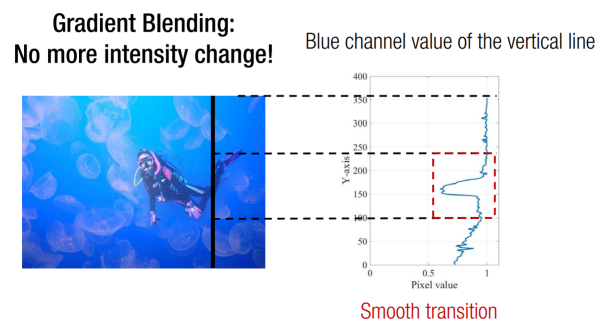 Gradient Blending:
No more intensity change!
Blue channel value of the vertical line
400
350
300
250
200
150
100
50
0
Y-axis
0 0.5 1
Pixel value
Smooth transition